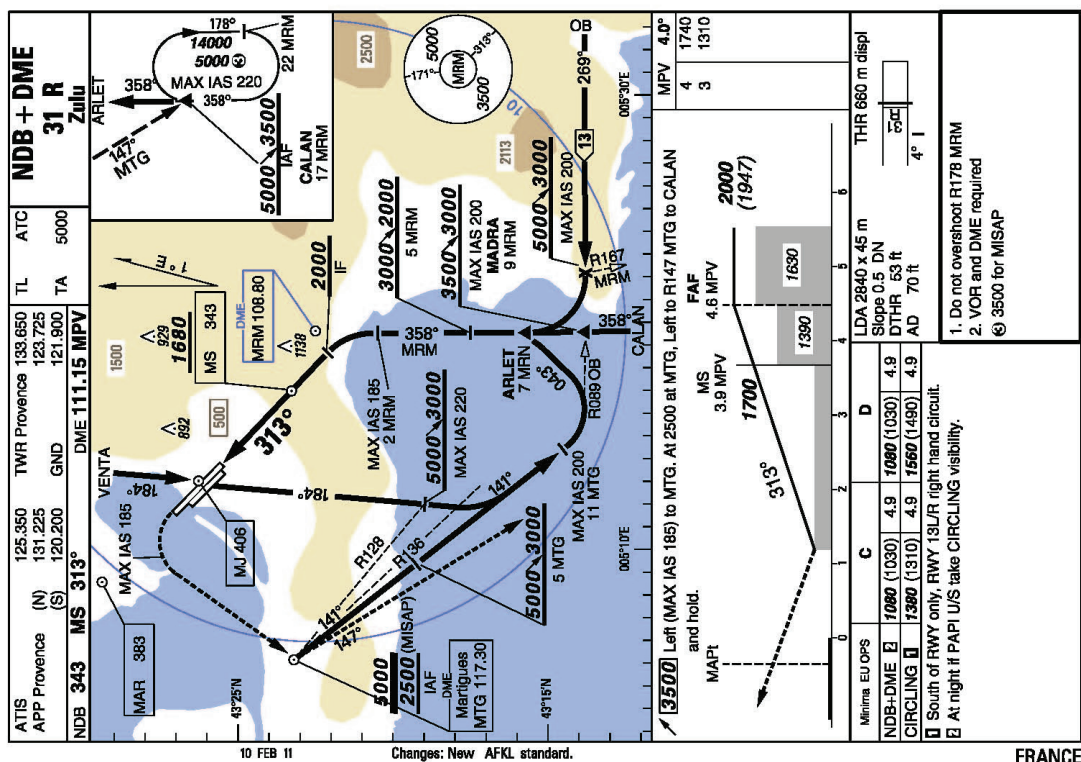 NDB + DME
31 R
Zulu
ATIS 125.350 TWR Provence 138.650 TL ATC
APP Provence (N) 131.225 123.725
(S) 120.200 GND 121.900 TA 5000
NDB 343 MS 313° DME 111.15 MPV
178°
14000
5000
MAX IAS 220
358°
22 MRM
ARLET
358°
147°
MTG
5000 3500
IAF
CALAN
17 MRM
2500
5000
313°
171°
MRM
3500
10
OB
269°
13
005°30'E
2113
5000 3000
MAX IAS 200
R167
MRM
1°E
1500
929
1680
MS 343
DME
MRM 108.80
1138
2000
IF
3000 2000
5 MRM
3500 3000
MAX IAS 200
MADRA
9 MRM
892
500
313°
358°
MRM
MAX IAS 185
2 MRM
ARLET
7 MRN
043°
358°
CALAN
R089 OB
VENTA
184°
184°
5000 3000
MAX IAS 220
141°
MAX IAS 200
11 MTG
MAX IAS 185
MJ 406
R128
R136
5000 3000
5 MTG
005°10'E
MAR 383
141°
147°
(MISAP)
5000
2500
IAF
DME
Martigues
MTG 117.30
43°25'N
43°15'N
MPV 4.0°
4 1740
3 1310
3500 Left (MAX IAS 185) to MTG. At 2500 at MTG, Left to R147 MTG to CALAN
and hold.
MAPt
MS
3.9 MPV
FAF
4.6 MPV
313°
1700
2000
(1947)
1390
1630
0 1 2 3 4 5 6
Minima EU OPS C D
NDB+DME 2 1080 (1030) 4.9 1080 (1030) 4.9
CIRCLING 1 1380 (1310) 4.9 1560 (1490) 4.9
1 South of RWY only, RWY 13L/R right hand circuit
2 At night if PAPI U/S take CIRCLING visibility.
LDA 2840 x 45 m
Slope 0.5 DN
DTHR 53 ft
AD 70 ft
THR 660 m displ
31R
4°
1. Do not overshoot R178 MRM
2. VOR and DME required
3500 for MISAP
10 FEB 11
Changes: New AFKL standard.
FRANCE